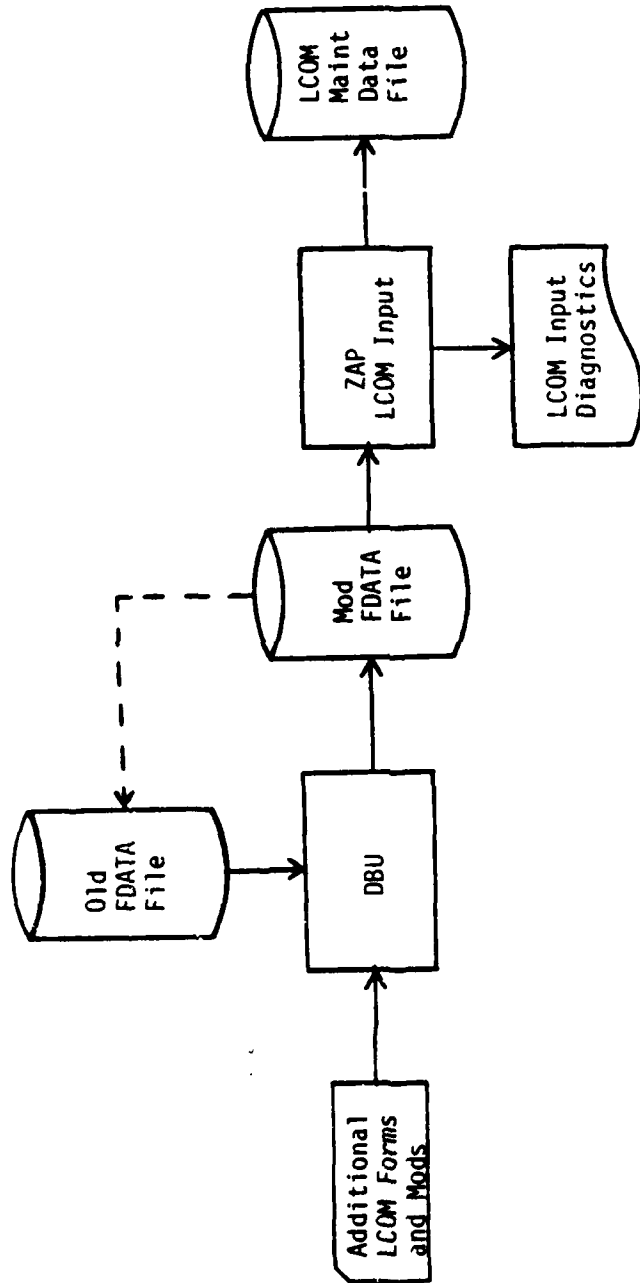 Old
FDATA
File
Additional
LCOM Forms
and Mods
DBU
Mod
FDATA
File
ZAP
LCOM Input
LCOM
Maint
Data
File
LCOM Input
Diagnostics